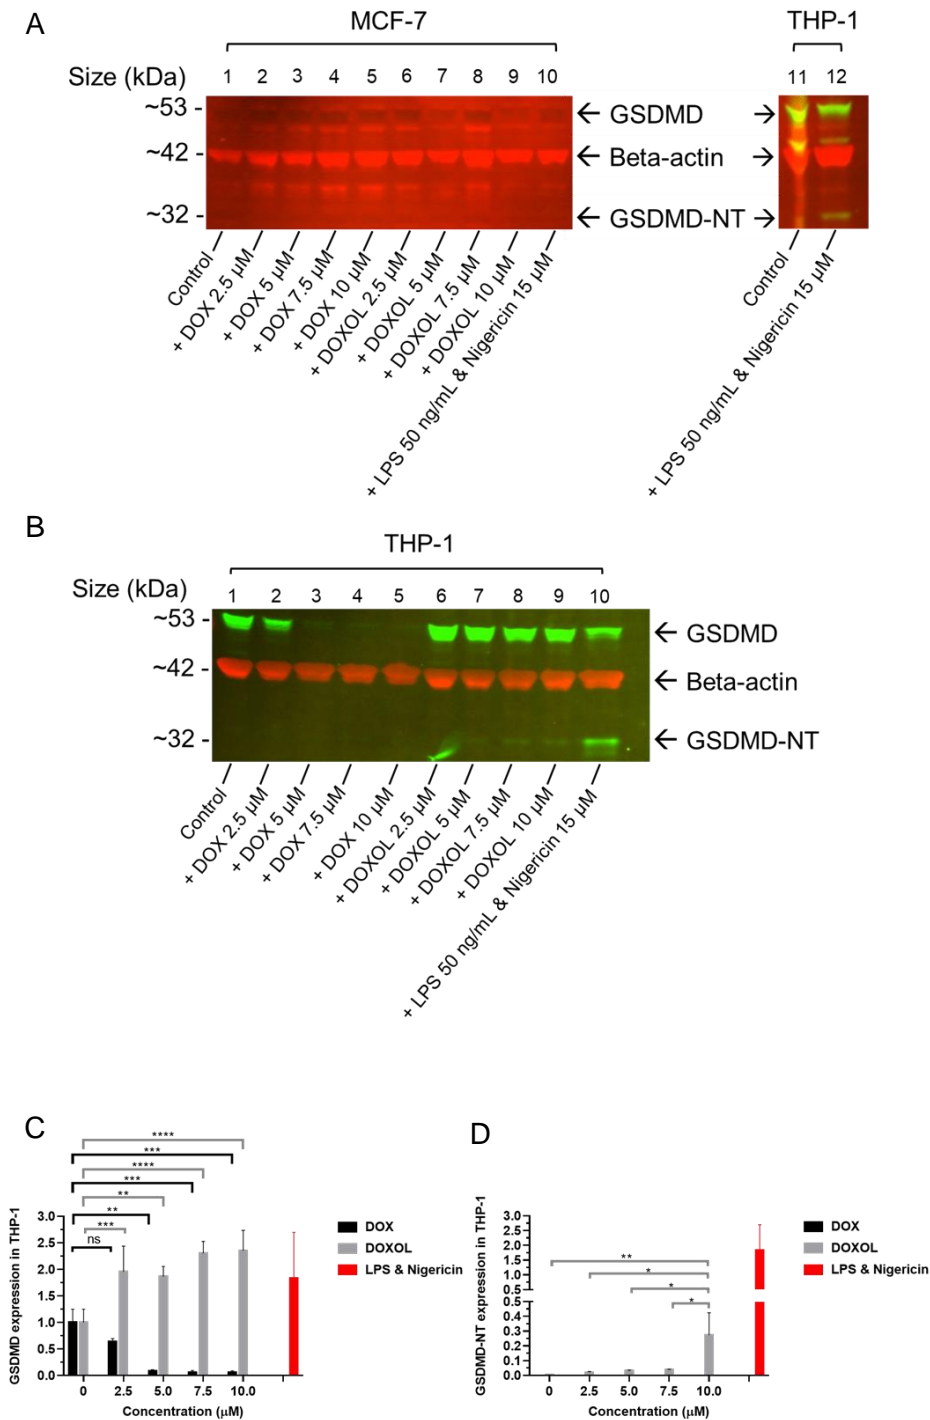 A
MCF-7
THP-1
Size (kDa) 1 2 3 4 5 6 7 8 9 10 11 12
~53 - ← GSDMD →
~42 - ← Beta-actin →
~32 - ← GSDMD-NT →
Control
+ DOX 2.5 µM
+ DOX 5 µM
+ DOX 7.5 µM
+ DOX 10 µM
+ DOXOL 2.5 µM
+ DOXOL 5 µM
+ DOXOL 7.5 µM
+ DOXOL 10 µM
+ LPS 50 ng/mL & Nigericin 15 µM
Control
+ LPS 50 ng/mL & Nigericin 15 µM
B
THP-1
Size (kDa) 1 2 3 4 5 6 7 8 9 10
~53 - ← GSDMD
~42 - ← Beta-actin
~32 - ← GSDMD-NT
Control
+ DOX 2.5 µM
+ DOX 5 µM
+ DOX 7.5 µM
+ DOX 10 µM
+ DOXOL 2.5 µM
+ DOXOL 5 µM
+ DOXOL 7.5 µM
+ DOXOL 10 µM
+ LPS 50 ng/mL & Nigericin 15 µM
C
****
***
****
***
**
**
***
ns
GSDMD expression in THP-1
3.0
2.5
2.0
1.5
1.0
0.5
0.0
0 2.5 5.0 7.5 10.0
Concentration (µM)
DOX
DOXOL
LPS & Nigericin
D
**
*
*
*
GSDMD-NT expression in THP-1
3.0
2.5
2.0
1.5
1.0
0.5
0.5
0.4
0.3
0.2
0.1
0.0
0 2.5 5.0 7.5 10.0
Concentration (µM)
DOX
DOXOL
LPS & Nigericin